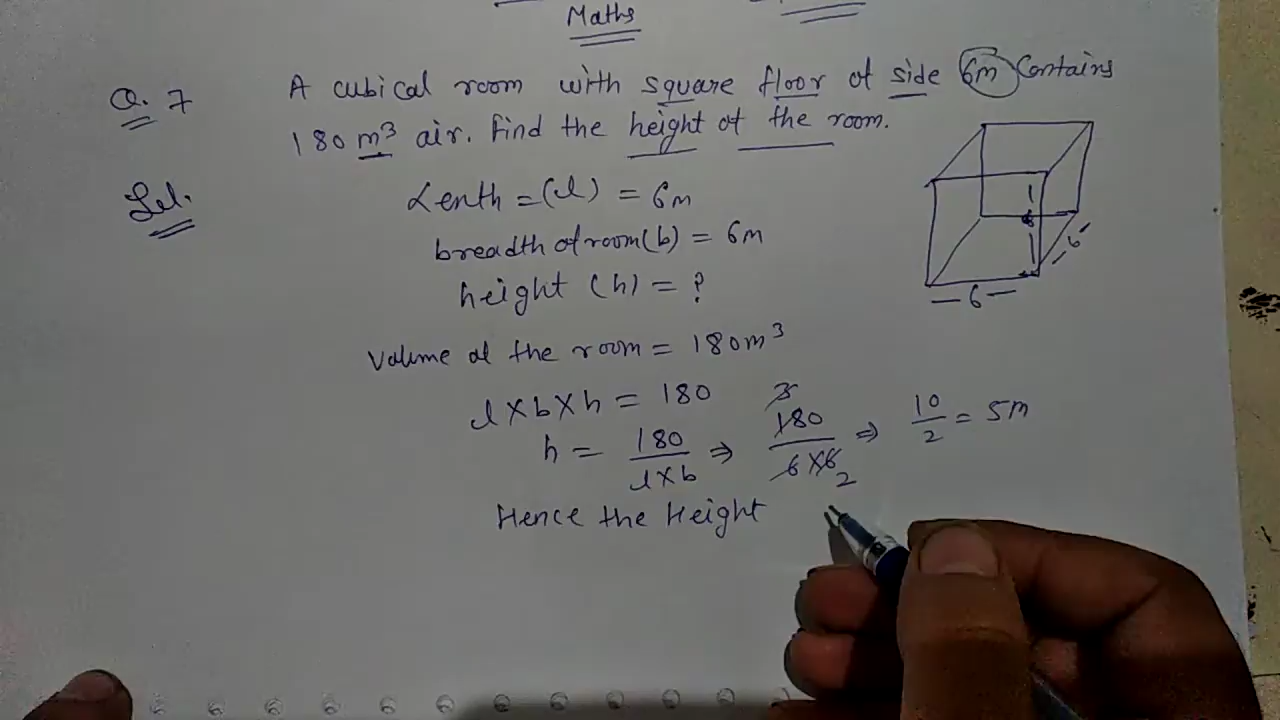 Maths
Q. 7 A cubical room with square floor of side 6m Contains
180 m³ air. Find the height of the room.
Sol. Lenth = (l) = 6m
breadth of room (b) = 6m
height (h) = ?
6
6
Valume of the room = 180m³
l×b×h = 180
h = 180/l×b ⇒ 180/6×6 2 ⇒ 10/2 = 5m
Hence the Height